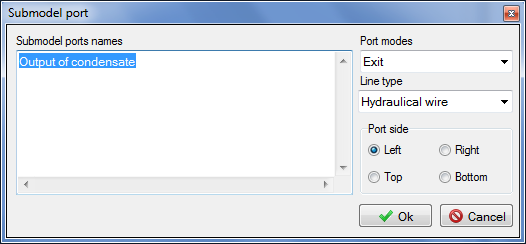 Submodel port
Submodel ports names
Output of condensate
Port modes
Exit
Line type
Hydraulical wire
Port side
Left
Right
Top
Bottom
Ok
Cancel